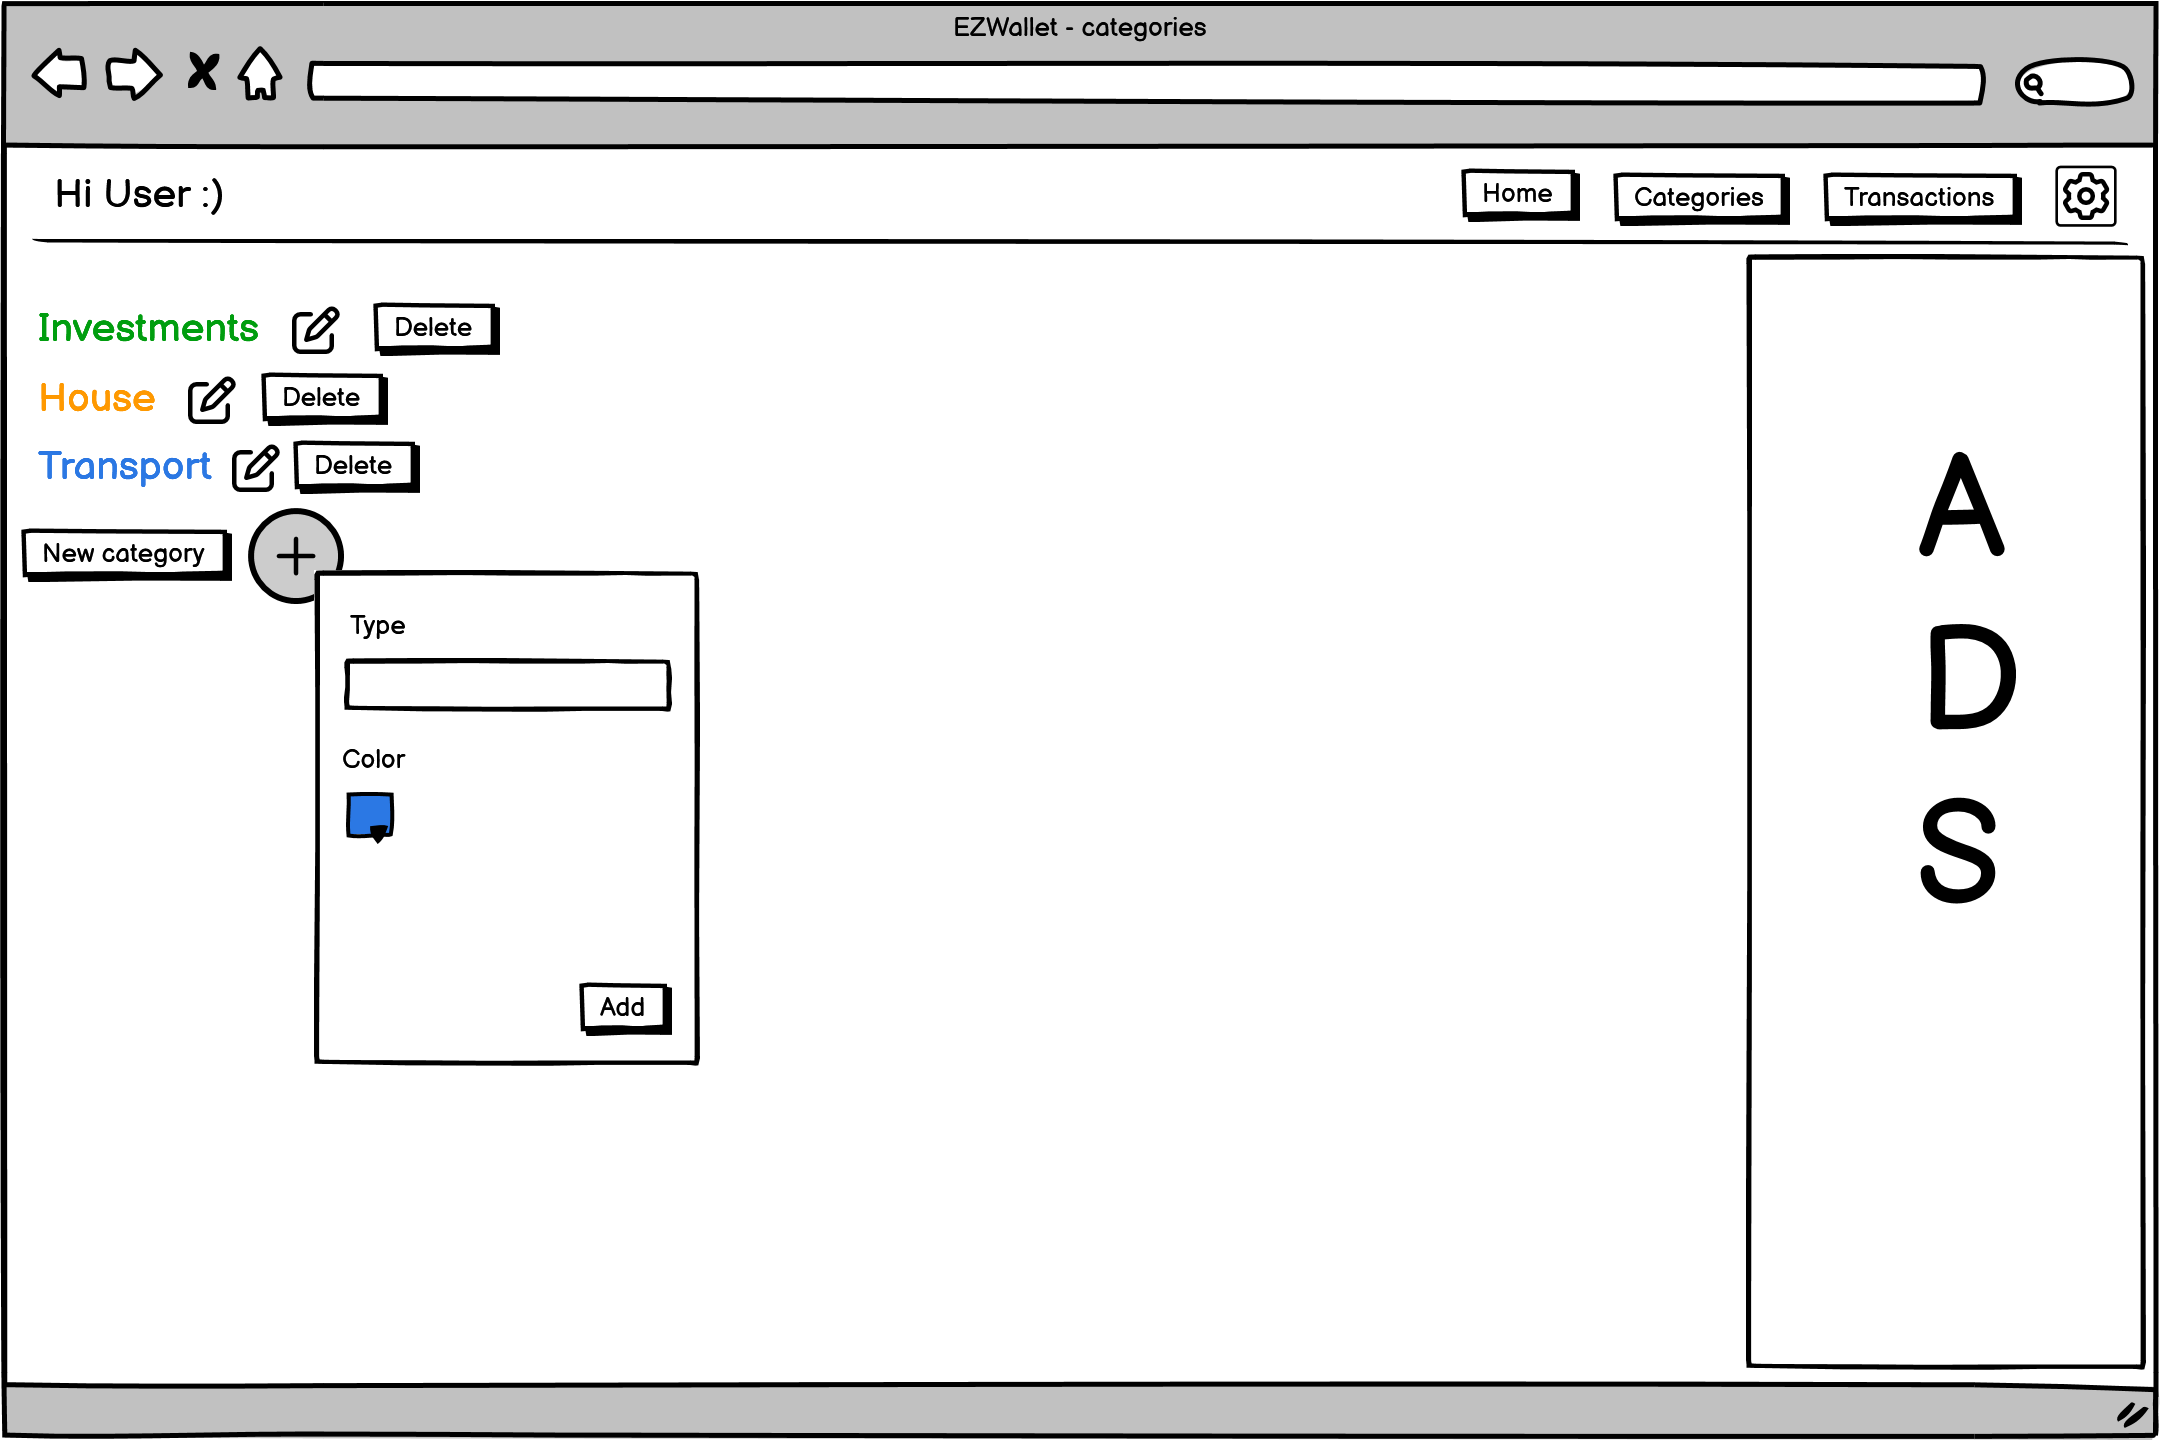 EZWallet - categories
Hi User :)
Home
Categories
Transactions
Investments
Delete
House
Delete
Transport
Delete
New category
Type
Color
Add
A
D
S